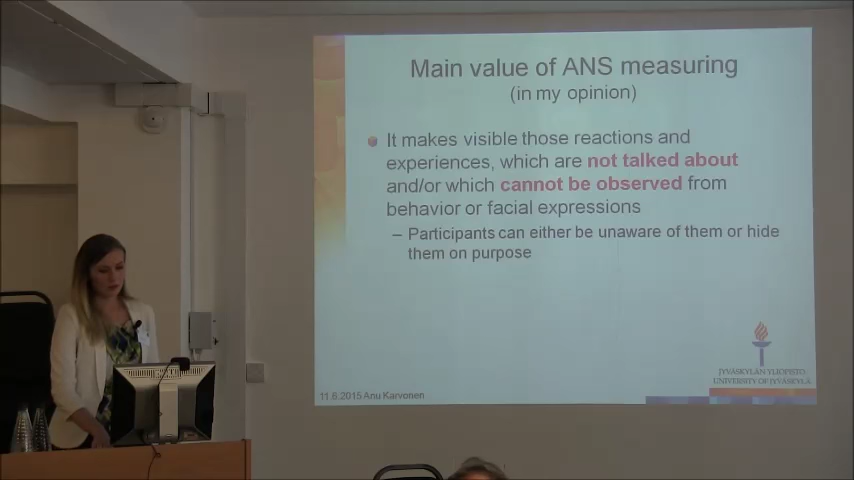 Main value of ANS measuring
(in my opinion)
It makes visible those reactions and
experiences, which are not talked about
and/or which cannot be observed from
behavior or facial expressions
– Participants can either be unaware of them or hide
them on purpose
JYVÄSKYLÄN YLIOPISTO
UNIVERSITY OF JYVÄSKYLÄ
11.6.2015 Anu Karvonen